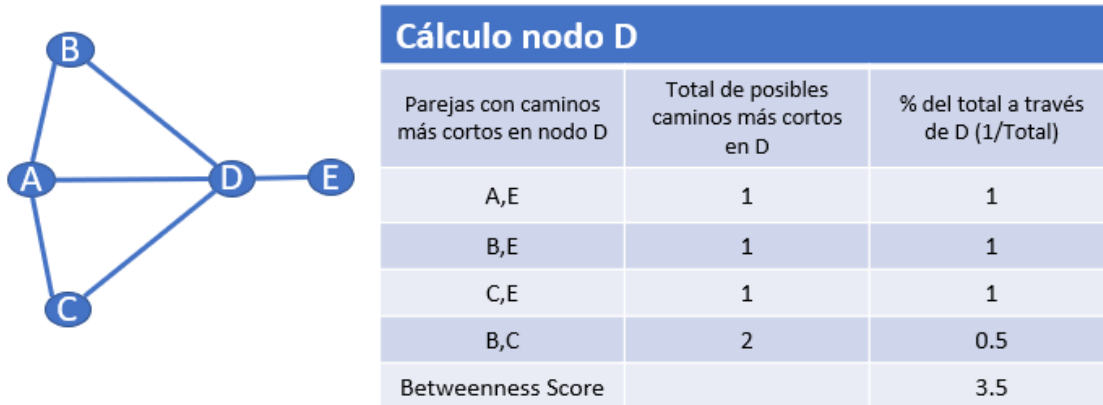 B
A
D
E
C
Cálculo nodo D
Parejas con caminos
más cortos en nodo D
Total de posibles
caminos más cortos
en D
% del total a través
de D (1/Total)
A,E 1 1
B,E 1 1
C,E 1 1
B,C 2 0.5
Betweenness Score 3.5